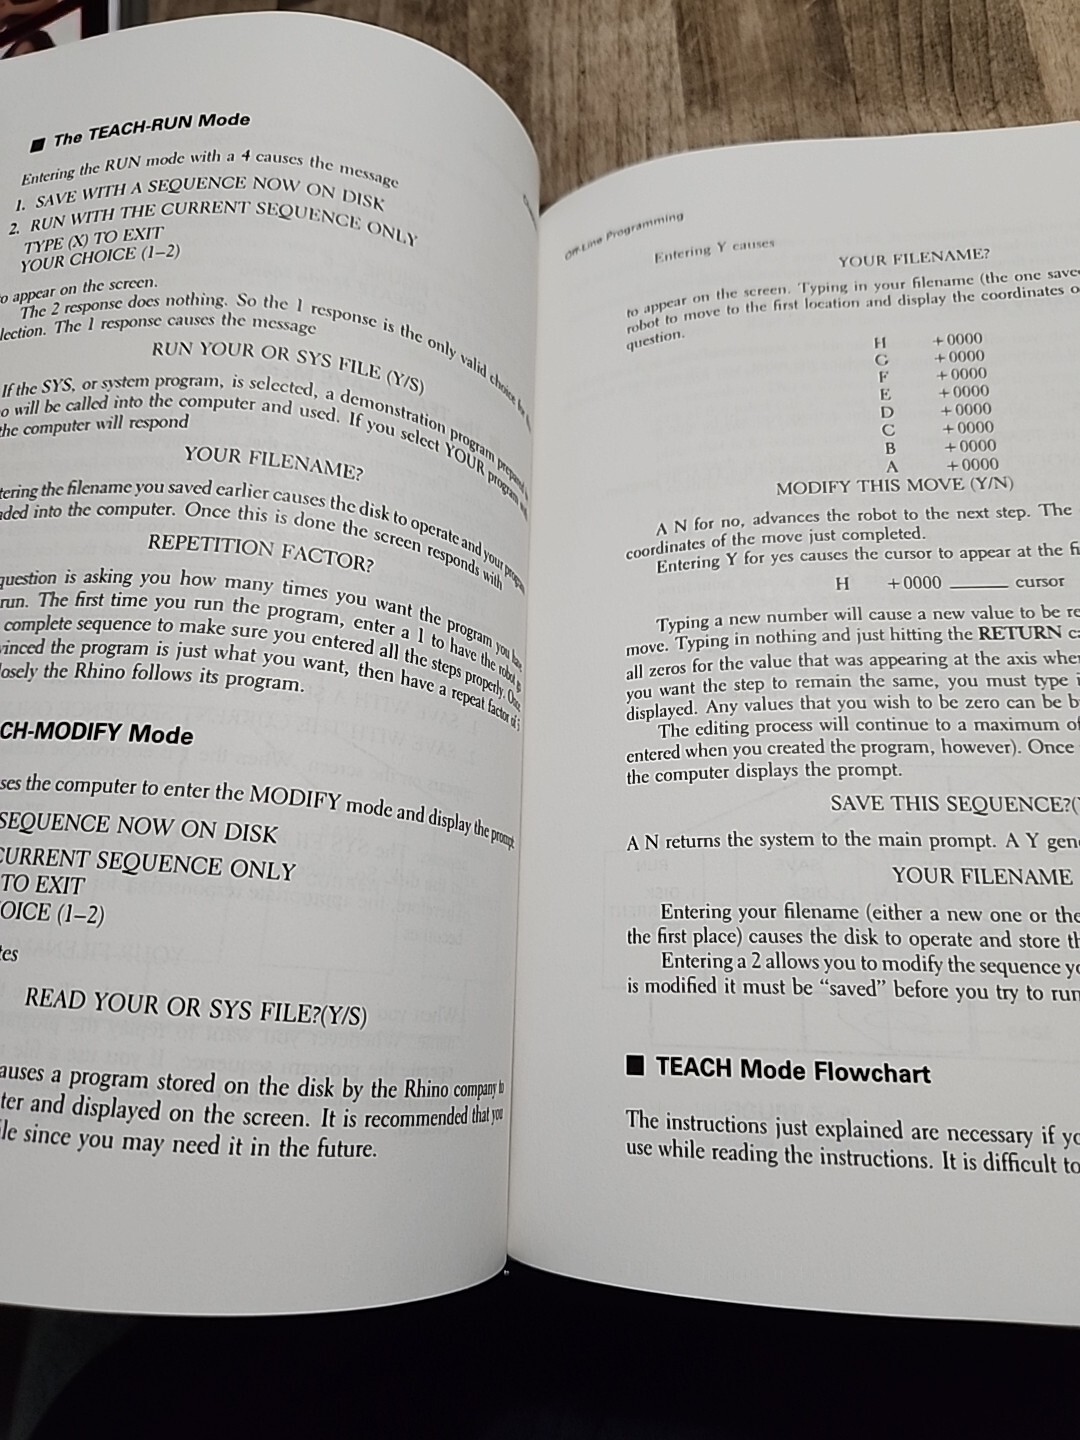 ■ The TEACH-RUN Mode
Entering the RUN mode with a 4 causes the message
1. SAVE WITH A SEQUENCE NOW ON DISK
2. RUN WITH THE CURRENT SEQUENCE ONLY
TYPE (X) TO EXIT
YOUR CHOICE (1–2)
to appear on the screen.
The 2 response does nothing. So the 1 response is the only valid choice for
lection. The 1 response causes the message
RUN YOUR OR SYS FILE (Y/S)
If the SYS, or system program, is selected, a demonstration program prepared
o will be called into the computer and used. If you select YOUR program
the computer will respond
YOUR FILENAME?
tering the filename you saved earlier causes the disk to operate and your program
aded into the computer. Once this is done the screen responds with
REPETITION FACTOR?
question is asking you how many times you want the program you have
run. The first time you run the program, enter a 1 to have the robot go
complete sequence to make sure you entered all the steps properly. Once
vinced the program is just what you want, then have a repeat factor of 5
losely the Rhino follows its program.
CH-MODIFY Mode
ses the computer to enter the MODIFY mode and display the prompt
SEQUENCE NOW ON DISK
CURRENT SEQUENCE ONLY
TO EXIT
OICE (1–2)
tes
READ YOUR OR SYS FILE?(Y/S)
auses a program stored on the disk by the Rhino company
ter and displayed on the screen. It is recommended that you
le since you may need it in the future.
Off-Line Programming
Entering Y causes
YOUR FILENAME?
to appear on the screen. Typing in your filename (the one save
robot to move to the first location and display the coordinates o
question.
H +0000
G +0000
F +0000
E +0000
D +0000
C +0000
B +0000
A +0000
MODIFY THIS MOVE (Y/N)
A N for no, advances the robot to the next step. The
coordinates of the move just completed.
Entering Y for yes causes the cursor to appear at the fi
H +0000 ______ cursor
Typing a new number will cause a new value to be re
move. Typing in nothing and just hitting the RETURN ca
all zeros for the value that was appearing at the axis whe
you want the step to remain the same, you must type i
displayed. Any values that you wish to be zero can be b
The editing process will continue to a maximum of
entered when you created the program, however). Once
the computer displays the prompt.
SAVE THIS SEQUENCE?(
A N returns the system to the main prompt. A Y gen
YOUR FILENAME
Entering your filename (either a new one or the
the first place) causes the disk to operate and store th
Entering a 2 allows you to modify the sequence yo
is modified it must be “saved” before you try to run
■ TEACH Mode Flowchart
The instructions just explained are necessary if yo
use while reading the instructions. It is difficult to